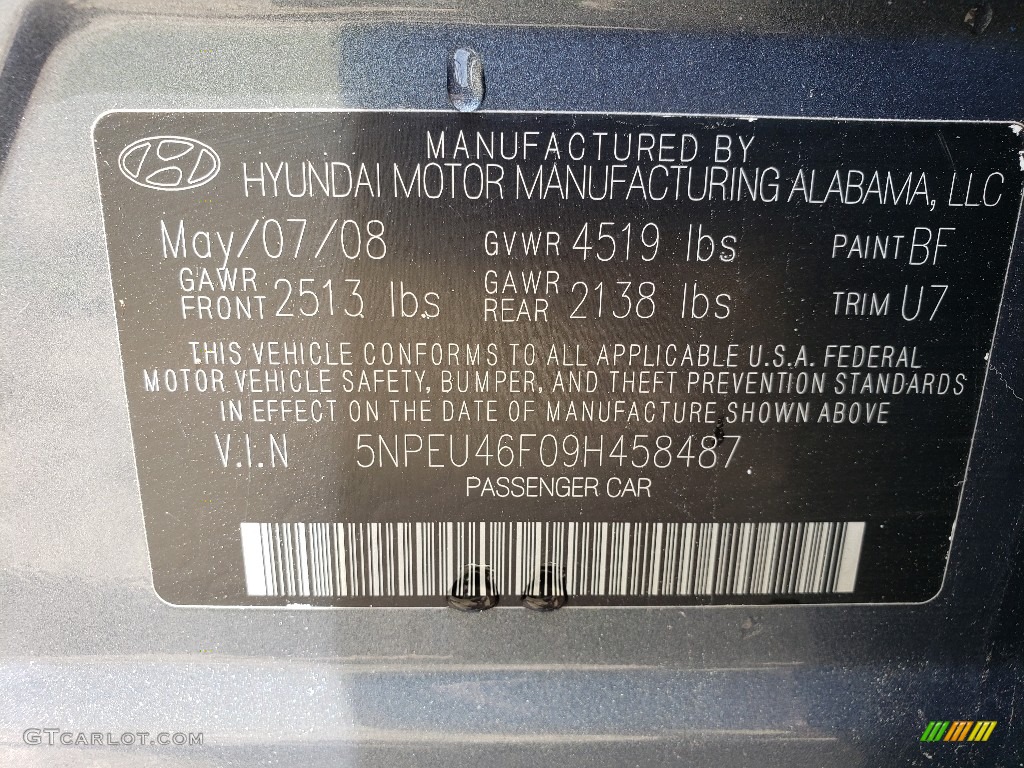 MANUFACTURED BY
HYUNDAI MOTOR MANUFACTURING ALABAMA, LLC
May/07/08 GVWR 4519 lbs PAINT BF
GAWR FRONT 2513 lbs GAWR REAR 2138 lbs TRIM U7
THIS VEHICLE CONFORMS TO ALL APPLICABLE U.S.A. FEDERAL
MOTOR VEHICLE SAFETY, BUMPER, AND THEFT PREVENTION STANDARDS
IN EFFECT ON THE DATE OF MANUFACTURE SHOWN ABOVE
V.I.N 5NPEU46F09H458487
PASSENGER CAR
GTCARLOT.COM